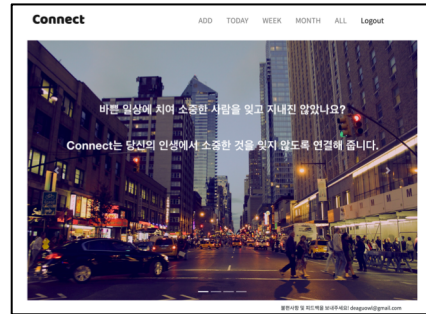 Connect
ADD TODAY WEEK MONTH ALL Logout
바쁜 일상에 치여 소중한 사람을 잊고 지내진 않았나요?
Connect는 당신의 인생에서 소중한 것을 잊지 않도록 연결해 줍니다.
불편사항 및 피드백을 보내주세요! deaguowl@gmail.com